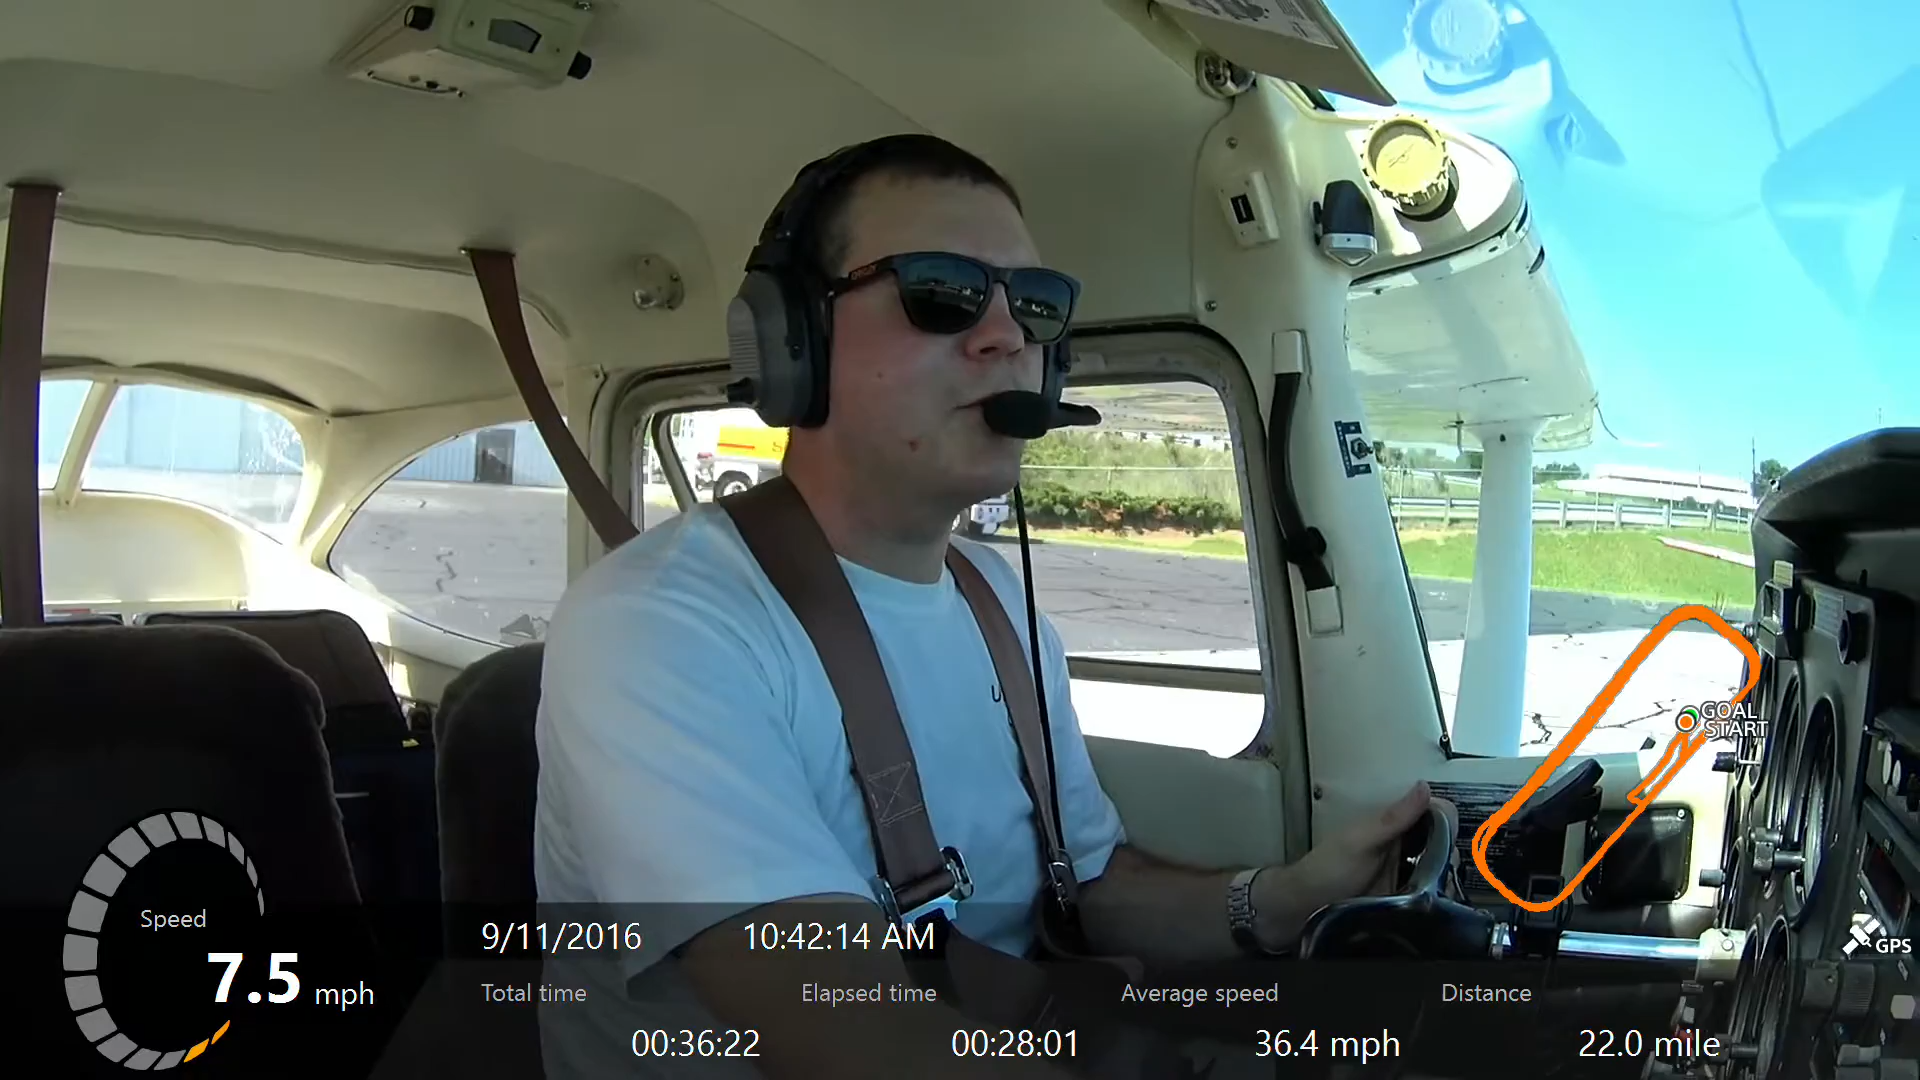 OAKLEY
S
U
GOAL
START
GPS
Speed
7.5 mph
9/11/2016 10:42:14 AM
Total time Elapsed time Average speed Distance
00:36:22 00:28:01 36.4 mph 22.0 mile